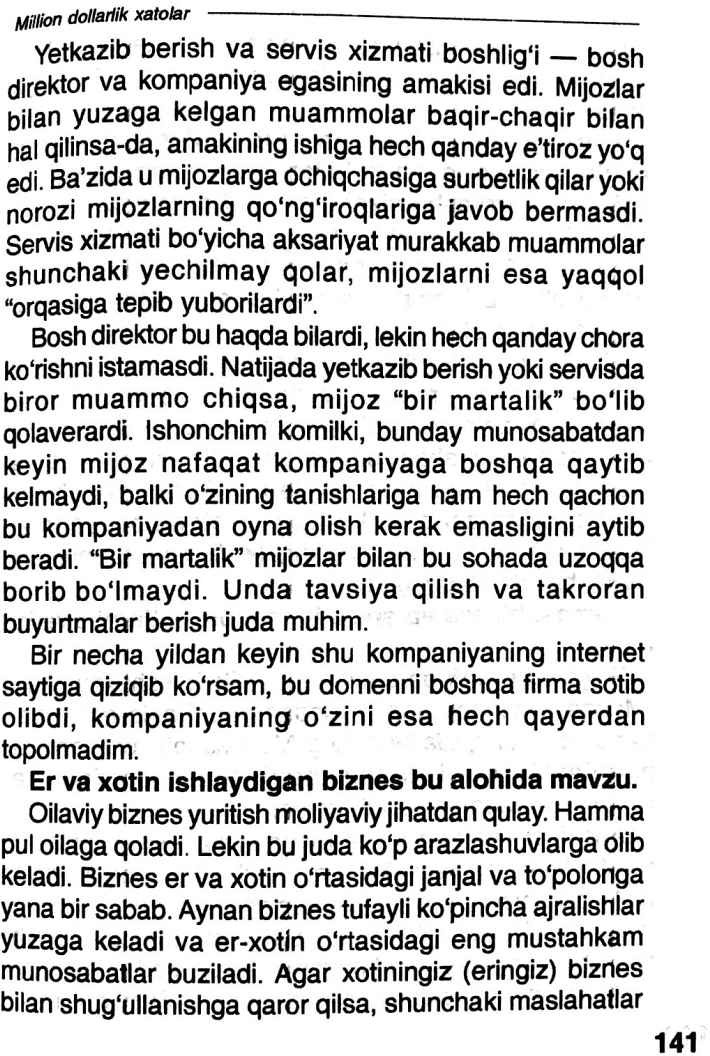 Million dollarlik xatolar
Yetkazib berish va servis xizmati boshlig‘i — bosh
direktor va kompaniya egasining amakisi edi. Mijozlar
bilan yuzaga kelgan muammolar baqir-chaqir bilan
hal qilinsa-da, amakining ishiga hech qanday e’tiroz yo‘q
edi. Ba’zida u mijozlarga ochiqchasiga surbetlik qilar yoki
norozi mijozlarning qo‘ng‘iroqlariga javob bermasdi.
Servis xizmati bo‘yicha aksariyat murakkab muammolar
shunchaki yechilmay qolar, mijozlarni esa yaqqol
“orqasiga tepib yuborilardi”.
Bosh direktor bu haqda bilardi, lekin hech qanday chora
ko‘rishni istamasdi. Natijada yetkazib berish yoki servisda
biror muammo chiqsa, mijoz “bir martalik” bo‘lib
qolaverardi. Ishonchim komilki, bunday munosabatdan
keyin mijoz nafaqat kompaniyaga boshqa qaytib
kelmaydi, balki o‘zining tanishlariga ham hech qachon
bu kompaniyadan oyna olish kerak emasligini aytib
beradi. “Bir martalik” mijozlar bilan bu sohada uzoqqa
borib bo‘lmaydi. Unda tavsiya qilish va takroran
buyurtmalar berish juda muhim.
Bir necha yildan keyin shu kompaniyaning internet
saytiga qiziqib ko‘rsam, bu domenni boshqa firma sotib
olibdi, kompaniyaning o‘zini esa hech qayerdan
topolmadim.
Er va xotin ishlaydigan biznes bu alohida mavzu.
Oilaviy biznes yuritish moliyaviy jihatdan qulay. Hamma
pul oilaga qoladi. Lekin bu juda ko‘p arazlashuvlarga olib
keladi. Biznes er va xotin o‘rtasidagi janjal va to‘polonga
yana bir sabab. Aynan biznes tufayli ko‘pincha ajralishlar
yuzaga keladi va er-xotin o‘rtasidagi eng mustahkam
munosabatlar buziladi. Agar xotiningiz (eringiz) biznes
bilan shug‘ullanishga qaror qilsa, shunchaki maslahatlar
141